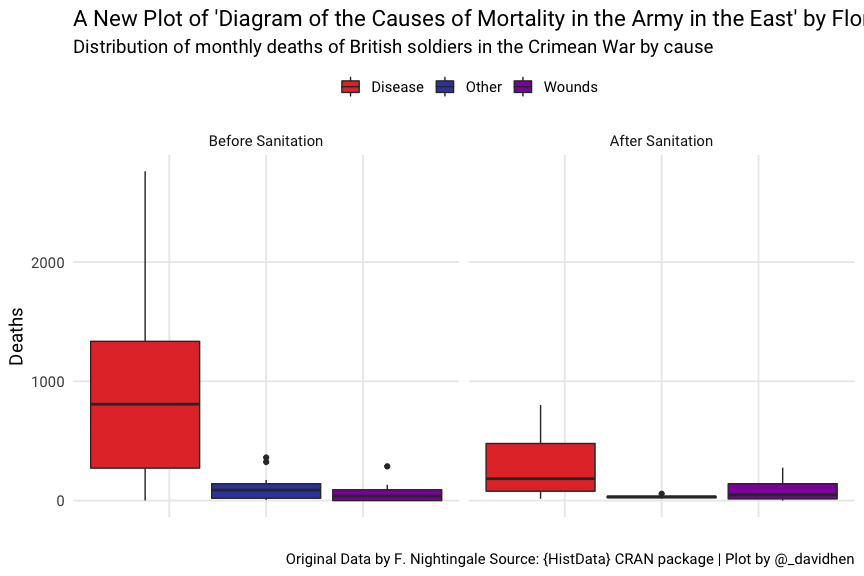 A New Plot of 'Diagram of the Causes of Mortality in the Army in the East' by
Distribution of monthly deaths of British soldiers in the Crimean War by cause
Disease Other Wounds
Before Sanitation After Sanitation
Deaths
2000
1000
0
Original Data by F. Nightingale Source: {HistData} CRAN package | Plot by @_davidhen